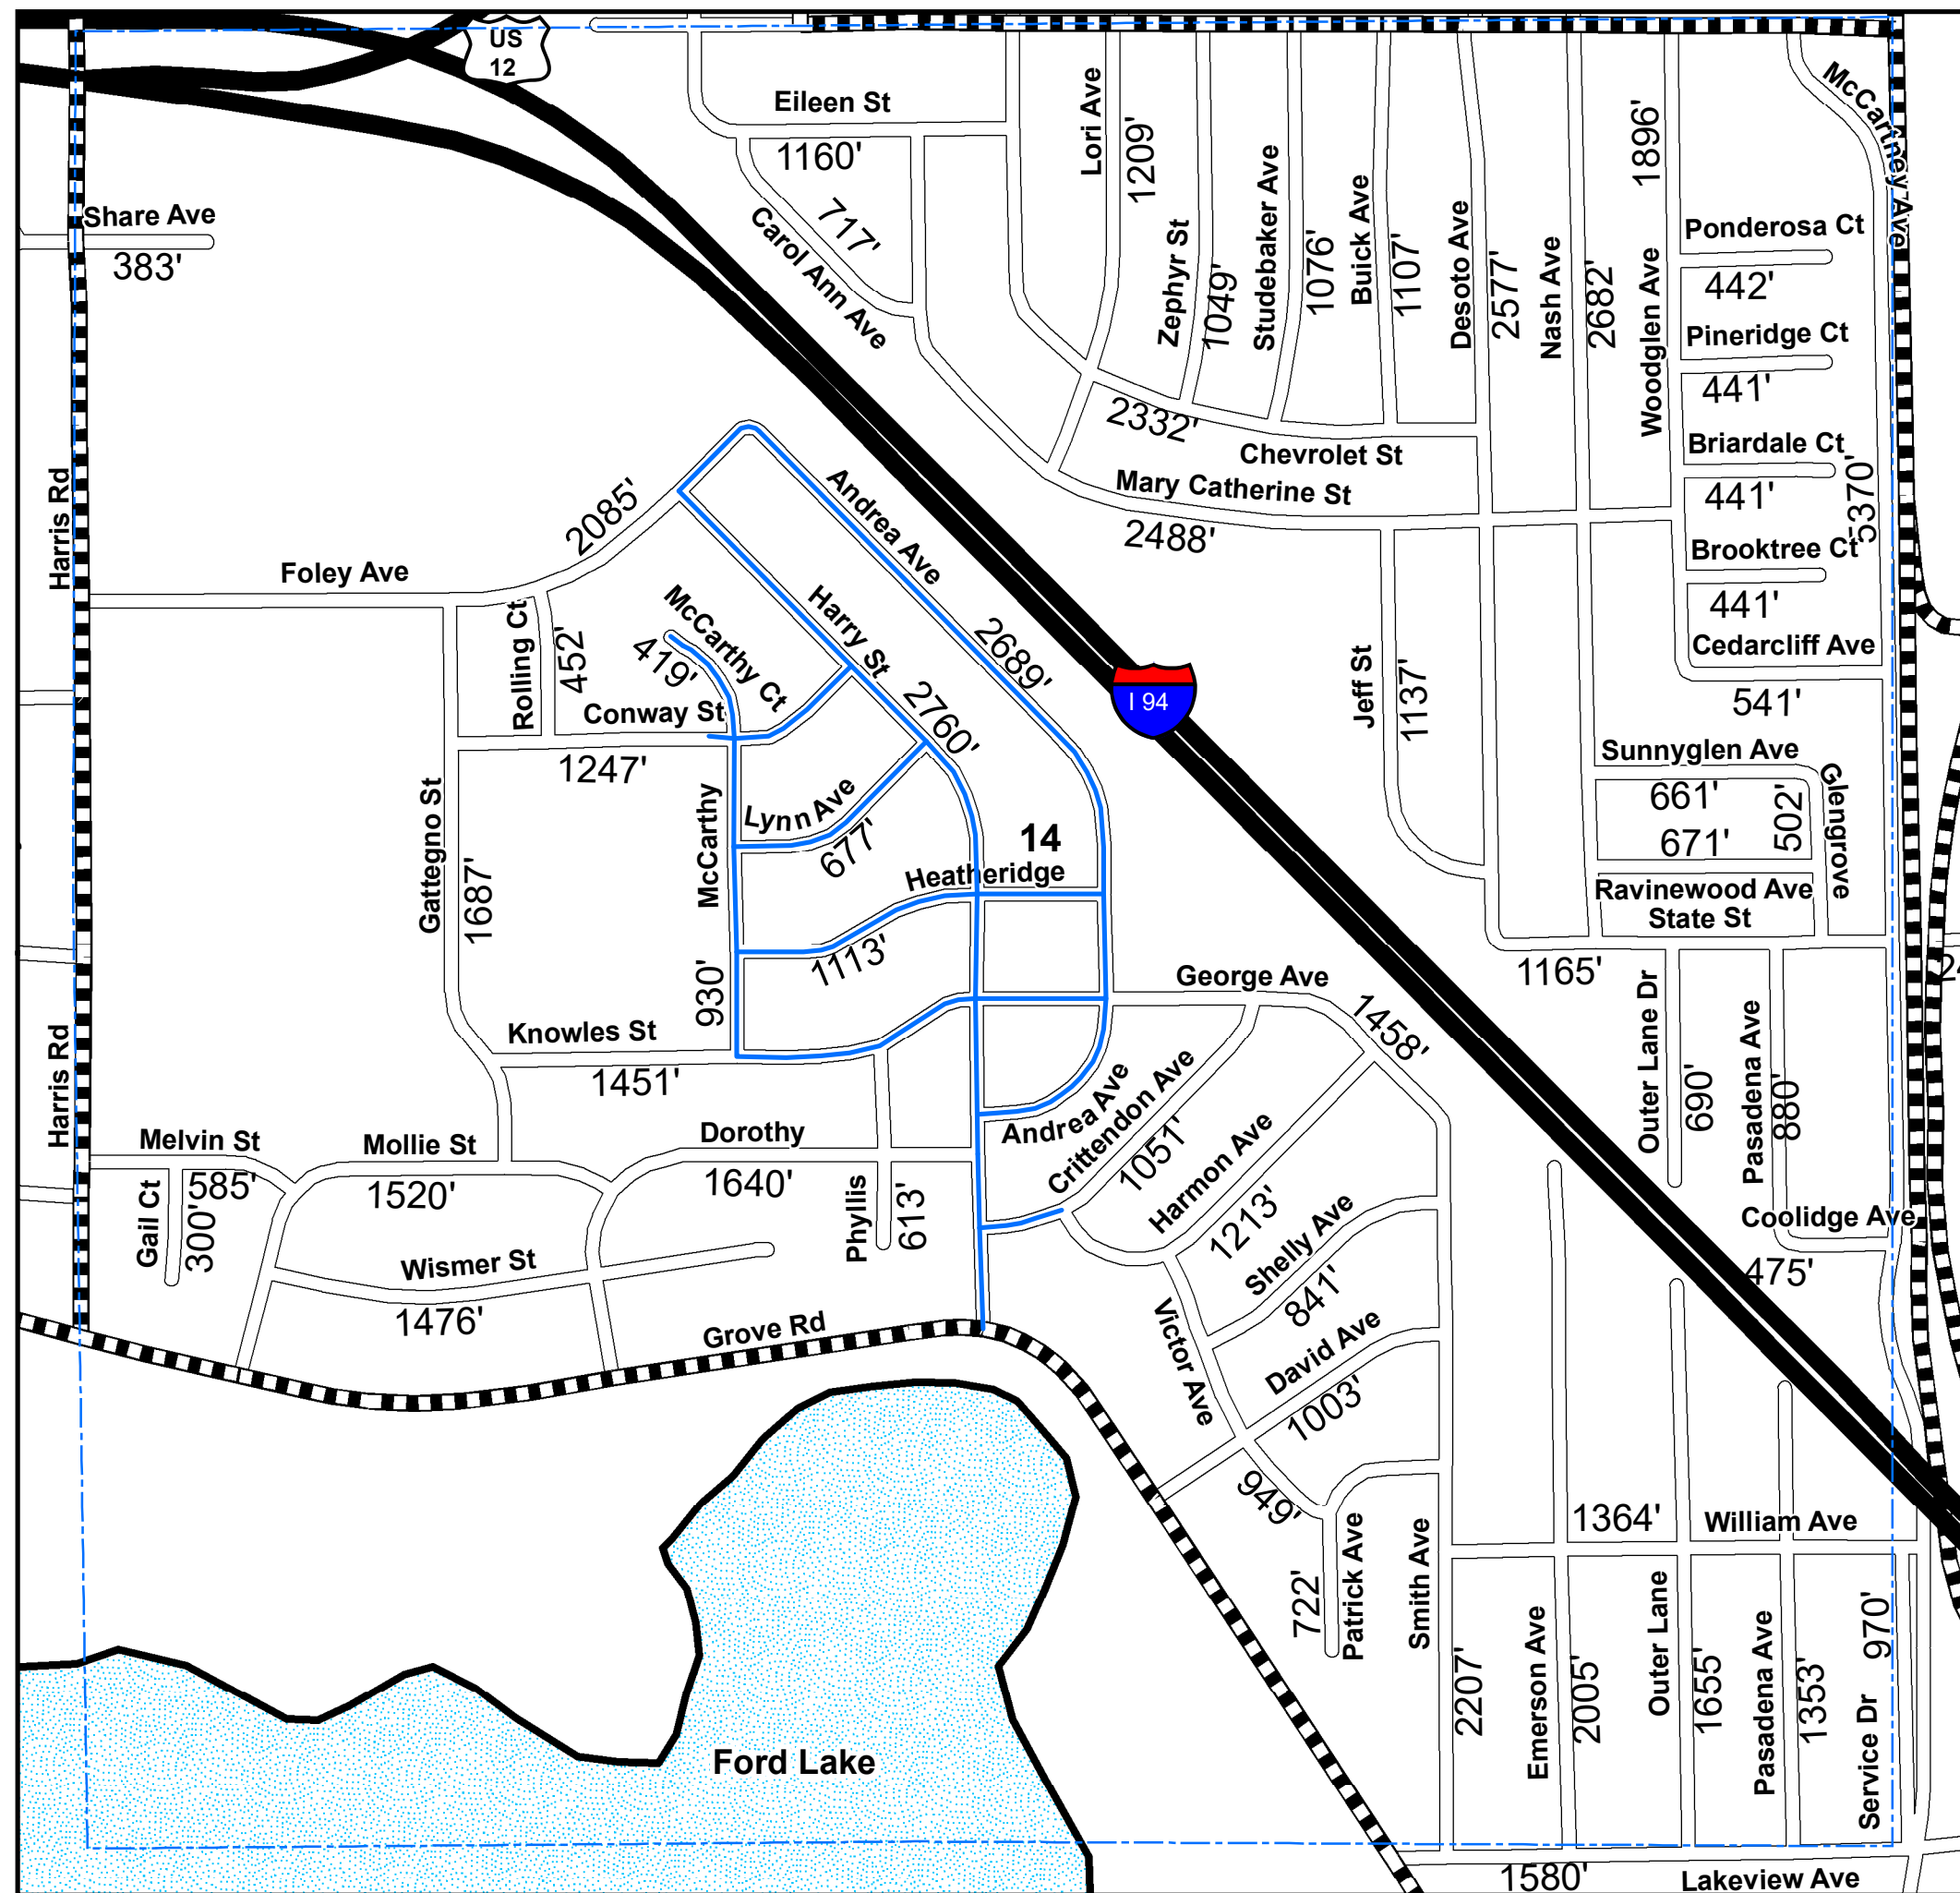 US
12
Eileen St
1160'
Lori Ave
1209'
1896'
McCartney Ave
Share Ave
383'
717'
Carol Ann Ave
Zephyr St
1049'
Studebaker Ave
1076'
Buick Ave
1107'
Desoto Ave
2577'
Nash Ave
2682'
Woodglen Ave
Ponderosa Ct
442'
Pineridge Ct
441'
Briardale Ct
441'
5370'
Brooktree Ct
441'
Cedarcliff Ave
541'
2332'
Chevrolet St
Mary Catherine St
2488'
Harris Rd
2085'
Foley Ave
Andrea Ave
2689'
Harry St
2760'
McCarthy Ct
419'
Rolling Ct
452'
Conway St
1247'
I 94
Jeff St
1137'
Sunnyglen Ave
661'
671'
502'
Glengrove
Ravinewood Ave
State St
1165'
Gattegno St
1687'
McCarthy
930'
Lynn Ave
677'
14
Heatheridge
1113'
George Ave
1458'
Knowles St
1451'
Harris Rd
Outer Lane Dr
690'
Pasadena Ave
880'
Coolidge Ave
475'
Melvin St
585'
Gail Ct
300'
Mollie St
1520'
Dorothy
1640'
Phyllis
613'
Andrea Ave
Crittendon Ave
1051'
Harmon Ave
1213'
Shelly Ave
841'
David Ave
1003'
Victor Ave
949'
Wismer St
1476'
Grove Rd
Patrick Ave
722'
Smith Ave
2207'
1364'
William Ave
Emerson Ave
2005'
Outer Lane
1655'
Pasadena Ave
1353'
Service Dr
970'
Ford Lake
1580'
Lakeview Ave